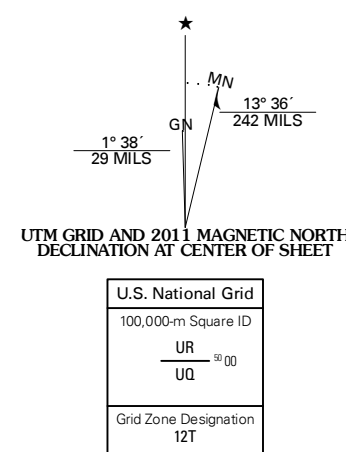 ★
MN
GN
13° 36´
242 MILS
1° 38´
29 MILS
UTM GRID AND 2011 MAGNETIC NORTH
DECLINATION AT CENTER OF SHEET
U.S. National Grid
100,000-m Square ID
UR
50 00
UQ
Grid Zone Designation
12T